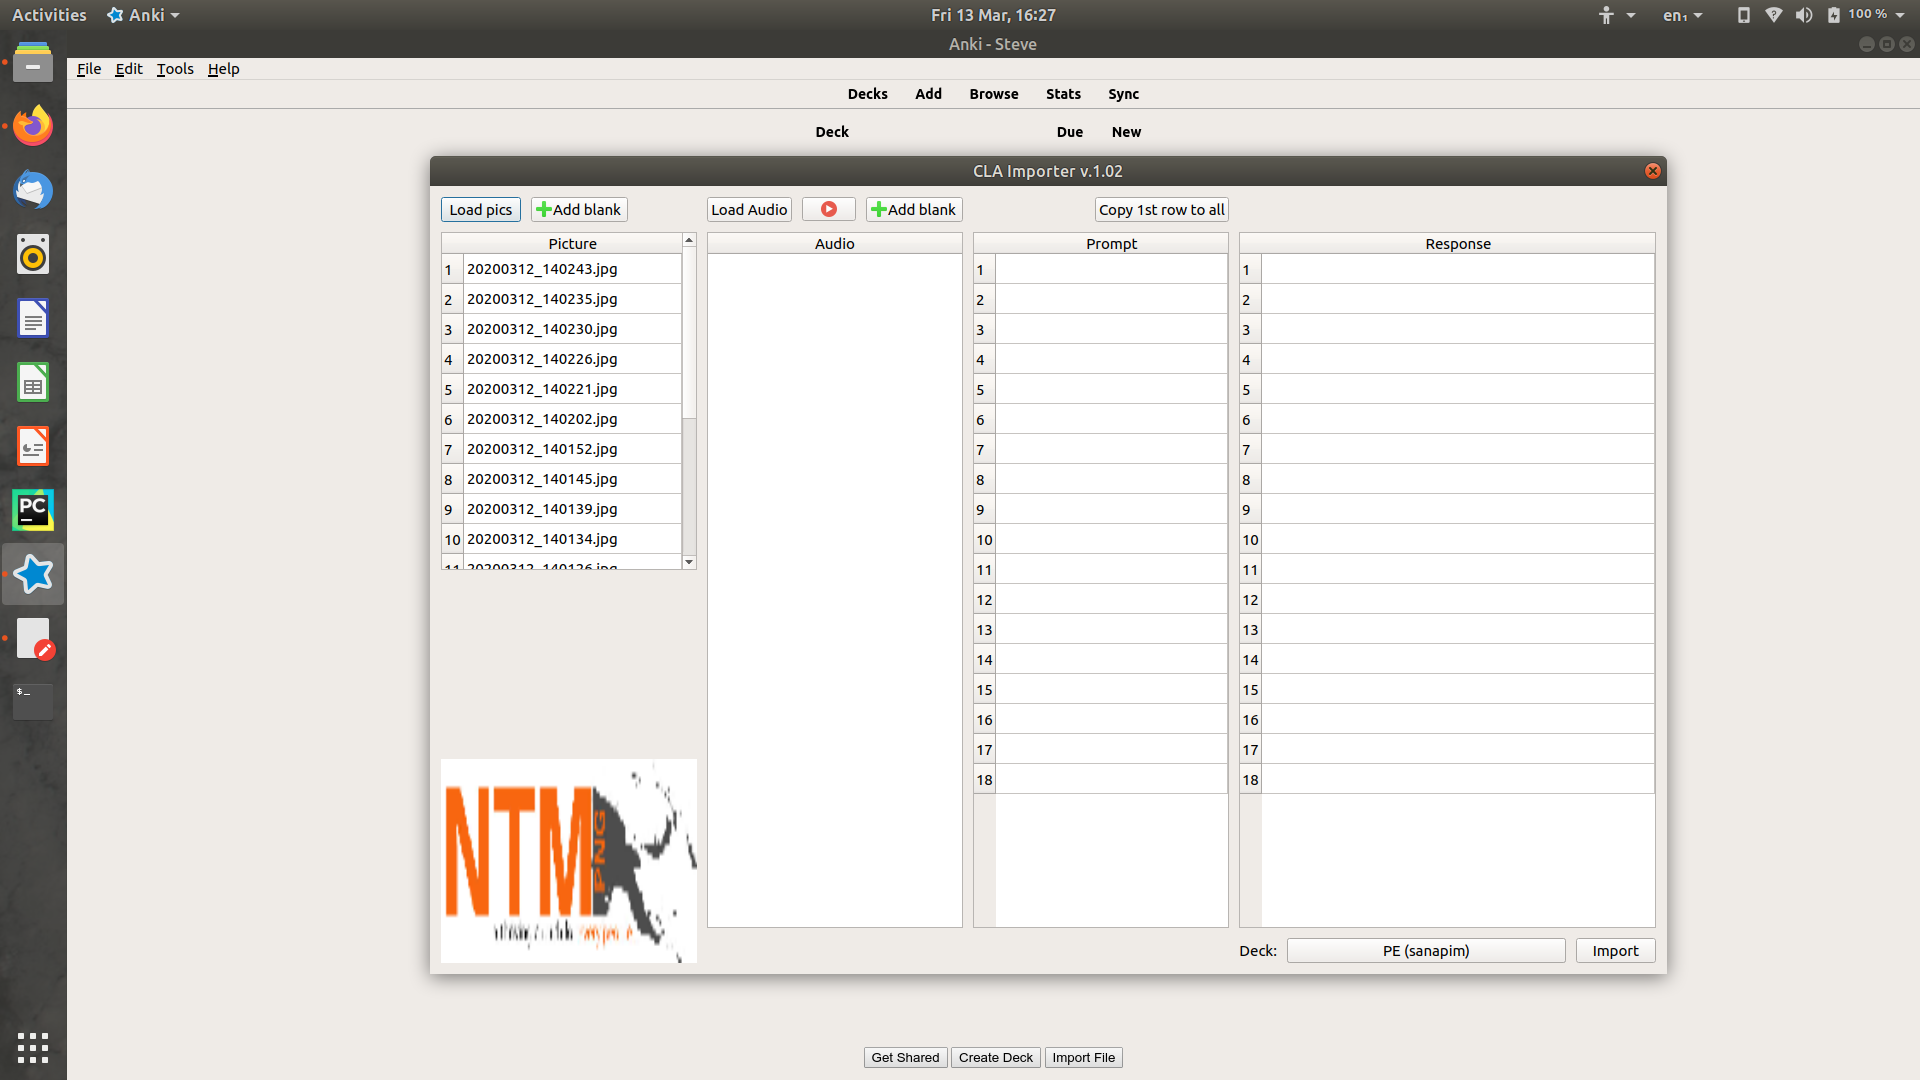 Activities Anki Fri 13 Mar, 16:27 en₁ 100 %
Anki - Steve
File Edit Tools Help
Decks Add Browse Stats Sync
Deck Due New
CLA Importer v.1.02
Load pics Add blank Load Audio Add blank Copy 1st row to all
Picture Audio Prompt Response
1 20200312_140243.jpg 1 1
2 20200312_140235.jpg 2 2
3 20200312_140230.jpg 3 3
4 20200312_140226.jpg 4 4
5 20200312_140221.jpg 5 5
6 20200312_140202.jpg 6 6
7 20200312_140152.jpg 7 7
8 20200312_140145.jpg 8 8
9 20200312_140139.jpg 9 9
10 20200312_140134.jpg 10 10
11 20200312_140126.jpg 11 11
12 12
13 13
14 14
15 15
16 16
17 17
18 18
NTM PNG
Deck: PE (sanapim) Import
Get Shared Create Deck Import File
PC
$_